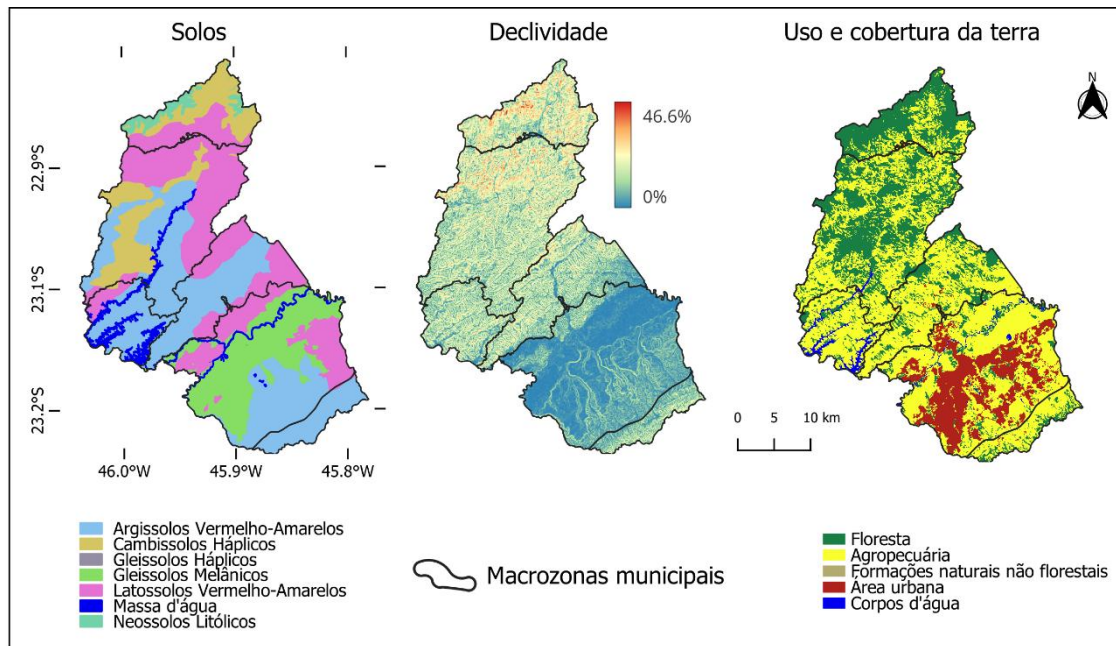 Solos
Declividade
Uso e cobertura da terra
N
46.6%
0%
22.9°S
23.1°S
23.2°S
0 5 10 km
46.0°W 45.9°W 45.8°W
Argissolos Vermelho-Amarelos
Cambissolos Háplicos
Gleissolos Háplicos
Gleissolos Melânicos
Latossolos Vermelho-Amarelos
Massa d'água
Neossolos Litólicos
Macrozonas municipais
Floresta
Agropecuária
Formações naturais não florestais
Área urbana
Corpos d'água